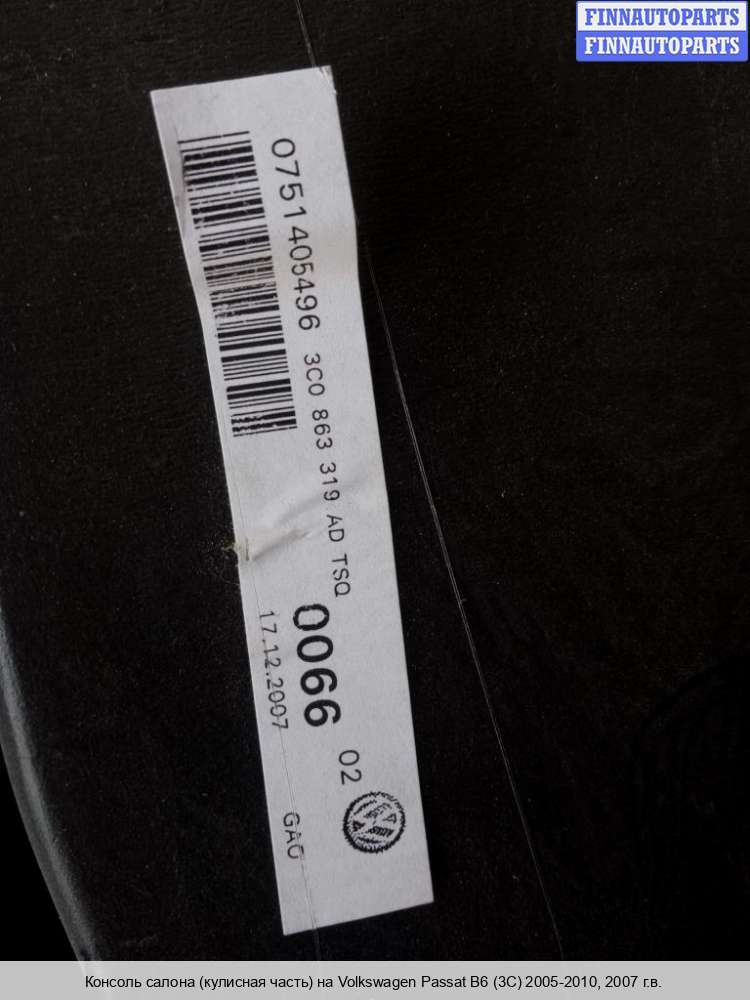 FINNAUTOPARTS
FINNAUTOPARTS
0751405496 3C0 863 319 AD TSQ
0066 02
17.12.2007 GAO
Консоль салона (кулисная часть) на Volkswagen Passat B6 (3C) 2005-2010, 2007 г.в.